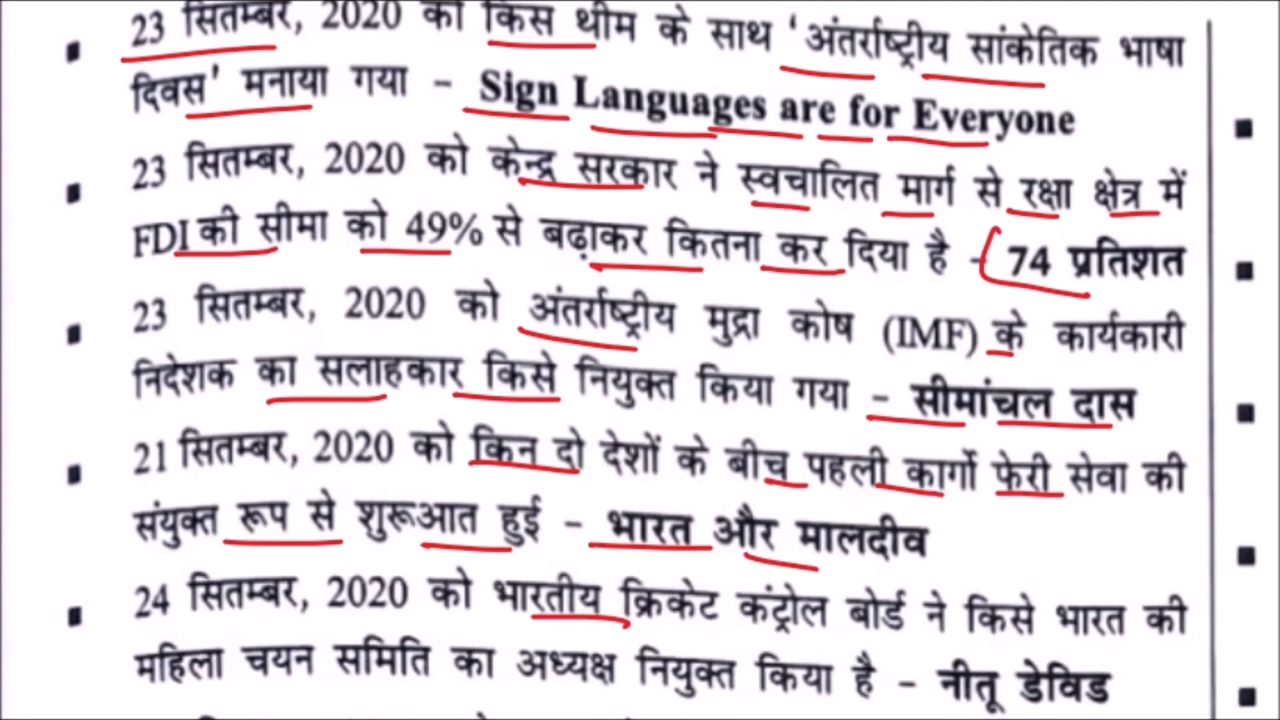 23 सितम्बर, 2020 को किस थीम के साथ ‘अंतर्राष्ट्रीय सांकेतिक भाषा
दिवस’ मनाया गया - Sign Languages are for Everyone
23 सितम्बर, 2020 को केन्द्र सरकार ने स्वचालित मार्ग से रक्षा क्षेत्र में
FDI की सीमा को 49% से बढ़ाकर कितना कर दिया है - 74 प्रतिशत
23 सितम्बर, 2020 को अंतर्राष्ट्रीय मुद्रा कोष (IMF) के कार्यकारी
निदेशक का सलाहकार किसे नियुक्त किया गया - सीमांचल दास
21 सितम्बर, 2020 को किन दो देशों के बीच पहली कार्गो फेरी सेवा की
संयुक्त रूप से शुरूआत हुई - भारत और मालदीव
24 सितम्बर, 2020 को भारतीय क्रिकेट कंट्रोल बोर्ड ने किसे भारत की
महिला चयन समिति का अध्यक्ष नियुक्त किया है - नीतू डेविड